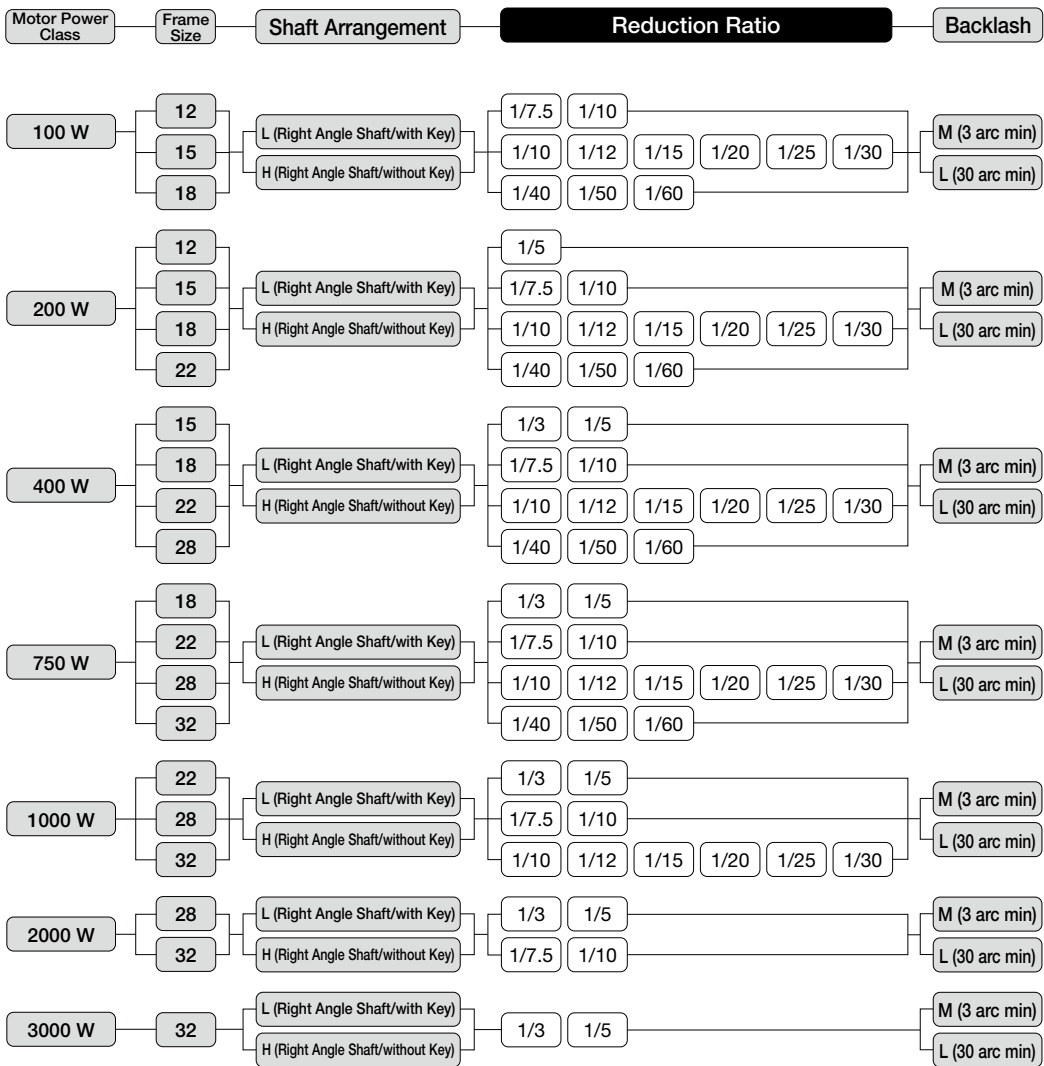 Motor Power Class Frame Size Shaft Arrangement Reduction Ratio Backlash
12 1/7.5 1/10
100 W L (Right Angle Shaft/with Key) M (3 arc min)
15 1/10 1/12 1/15 1/20 1/25 1/30
H (Right Angle Shaft/without Key) L (30 arc min)
18 1/40 1/50 1/60
12 1/5
15 L (Right Angle Shaft/with Key) 1/7.5 1/10 M (3 arc min)
200 W
18 H (Right Angle Shaft/without Key) 1/10 1/12 1/15 1/20 1/25 1/30 L (30 arc min)
22 1/40 1/50 1/60
15 1/3 1/5
18 L (Right Angle Shaft/with Key) 1/7.5 1/10 M (3 arc min)
400 W
22 H (Right Angle Shaft/without Key) 1/10 1/12 1/15 1/20 1/25 1/30 L (30 arc min)
28 1/40 1/50 1/60
18 1/3 1/5
22 L (Right Angle Shaft/with Key) 1/7.5 1/10 M (3 arc min)
750 W
28 H (Right Angle Shaft/without Key) 1/10 1/12 1/15 1/20 1/25 1/30 L (30 arc min)
32 1/40 1/50 1/60
22 1/3 1/5
L (Right Angle Shaft/with Key) M (3 arc min)
1000 W 28 1/7.5 1/10
H (Right Angle Shaft/without Key) L (30 arc min)
32 1/10 1/12 1/15 1/20 1/25 1/30
28 L (Right Angle Shaft/with Key) 1/3 1/5 M (3 arc min)
2000 W
32 H (Right Angle Shaft/without Key) 1/7.5 1/10 L (30 arc min)
L (Right Angle Shaft/with Key) M (3 arc min)
3000 W 32 1/3 1/5
H (Right Angle Shaft/without Key) L (30 arc min)